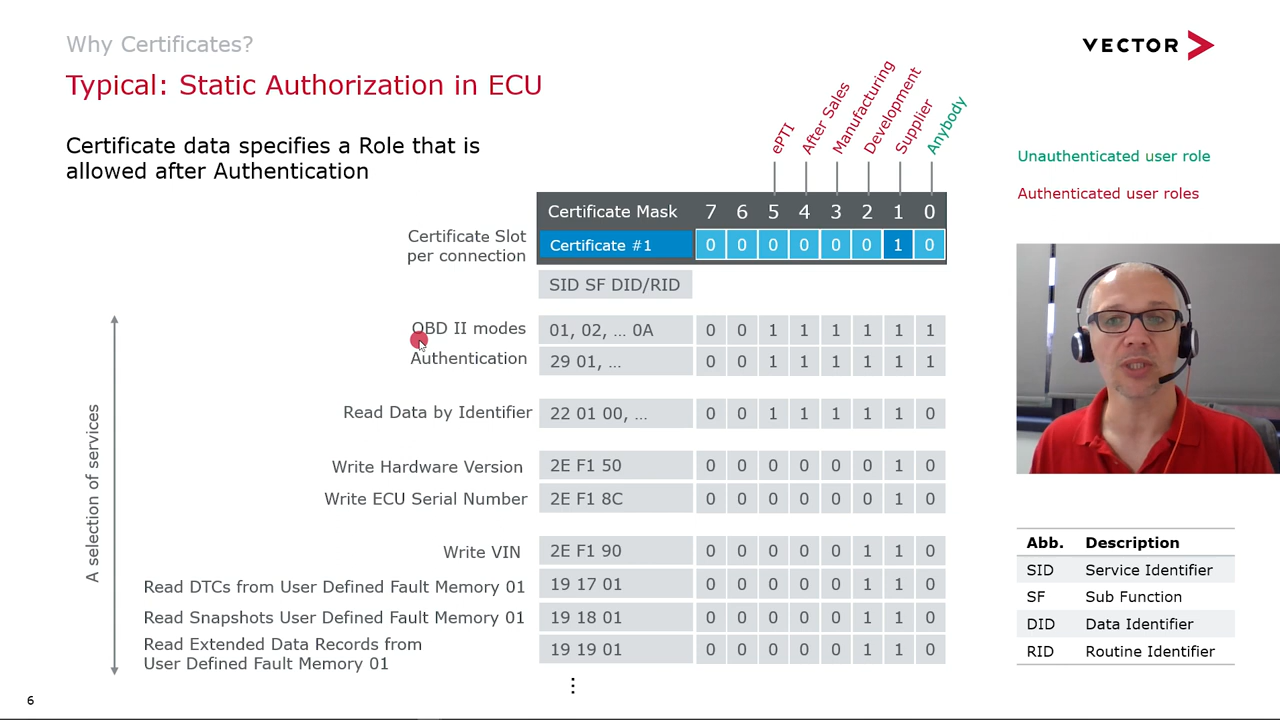 Why Certificates?
VECTOR
Typical: Static Authorization in ECU
Certificate data specifies a Role that is
allowed after Authentication
ePTI
After Sales
Manufacturing
Development
Supplier
Anybody
Unauthenticated user role
Authenticated user roles
Certificate Mask 7 6 5 4 3 2 1 0
Certificate Slot
per connection
Certificate #1 0 0 0 0 0 0 1 0
SID SF DID/RID
A selection of services
OBD II modes 01, 02, ... 0A 0 0 1 1 1 1 1 1
Authentication 29 01, ... 0 0 1 1 1 1 1 1
Read Data by Identifier 22 01 00, ... 0 0 1 1 1 1 1 0
Write Hardware Version 2E F1 50 0 0 0 0 0 0 1 0
Write ECU Serial Number 2E F1 8C 0 0 0 0 0 0 1 0
Write VIN 2E F1 90 0 0 0 0 0 1 1 0
Read DTCs from User Defined Fault Memory 01 19 17 01 0 0 0 0 0 1 1 0
Read Snapshots User Defined Fault Memory 01 19 18 01 0 0 0 0 0 1 1 0
Read Extended Data Records from
User Defined Fault Memory 01 19 19 01 0 0 0 0 0 1 1 0
Abb. Description
SID Service Identifier
SF Sub Function
DID Data Identifier
RID Routine Identifier
6